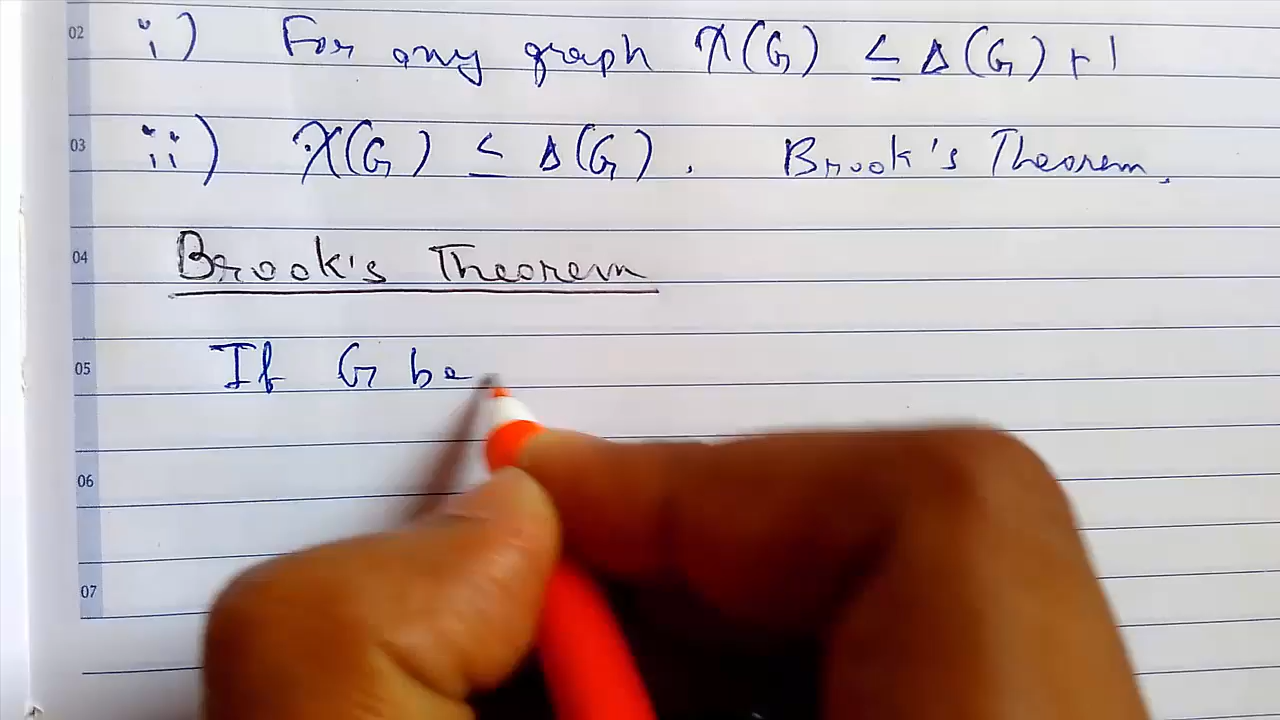 02 i) For any graph χ(G) ≤ Δ(G) + 1
03 ii) χ(G) ≤ Δ(G). Brook's Theorem.
04 Brook's Theorem
05 If G be
06
07